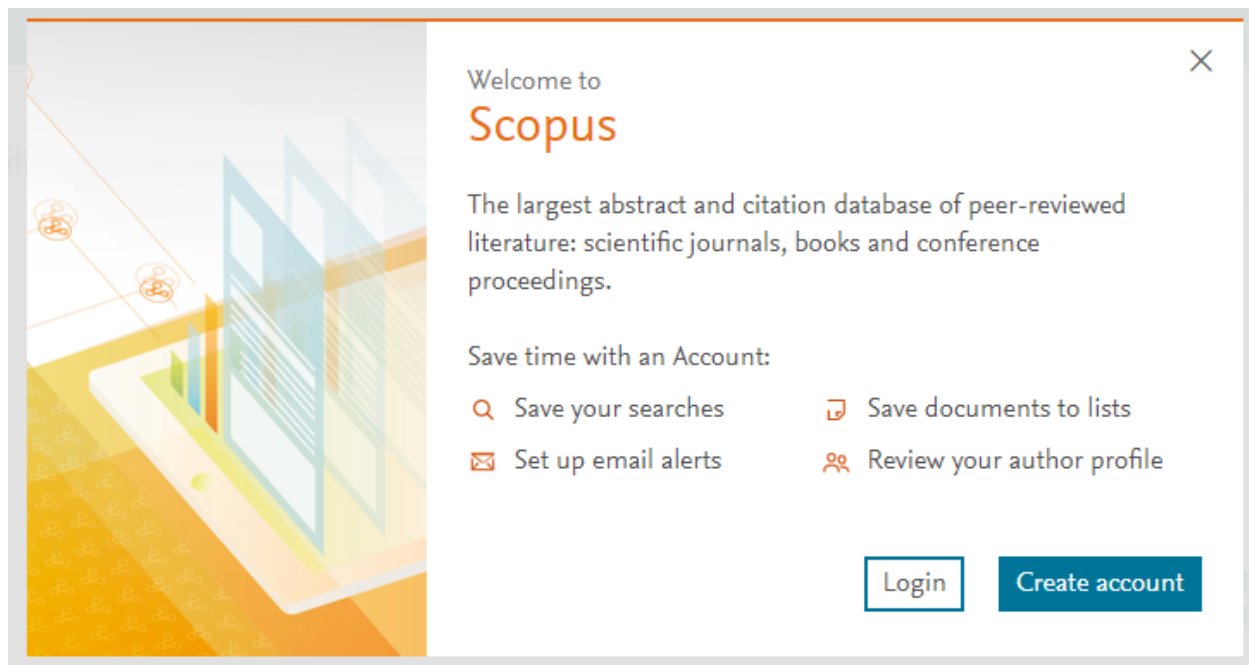 Welcome to
Scopus
The largest abstract and citation database of peer-reviewed
literature: scientific journals, books and conference
proceedings.
Save time with an Account:
Save your searches
Save documents to lists
Set up email alerts
Review your author profile
Login
Create account